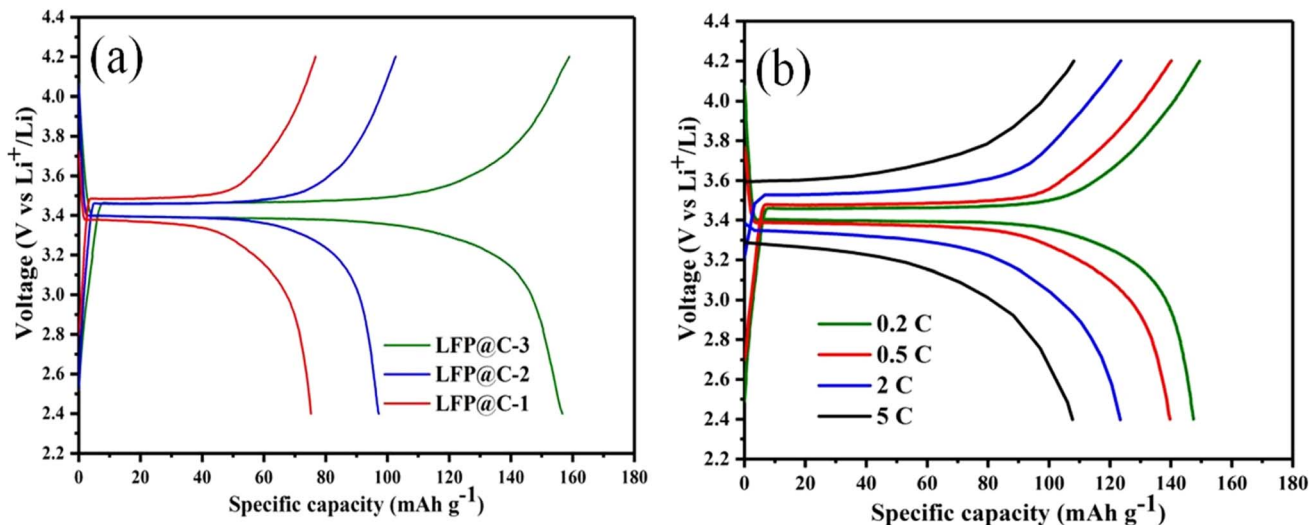 (a)
Voltage (V vs Li⁺/Li)
4.4
4.2
4.0
3.8
3.6
3.4
3.2
3.0
2.8
2.6
2.4
2.2
LFP@C-3
LFP@C-2
LFP@C-1
0 20 40 60 80 100 120 140 160 180
Specific capacity (mAh g⁻¹)
(b)
Voltage (V vs Li⁺/Li)
4.4
4.2
4.0
3.8
3.6
3.4
3.2
3.0
2.8
2.6
2.4
2.2
0.2 C
0.5 C
2 C
5 C
0 20 40 60 80 100 120 140 160 180
Specific capacity (mAh g⁻¹)